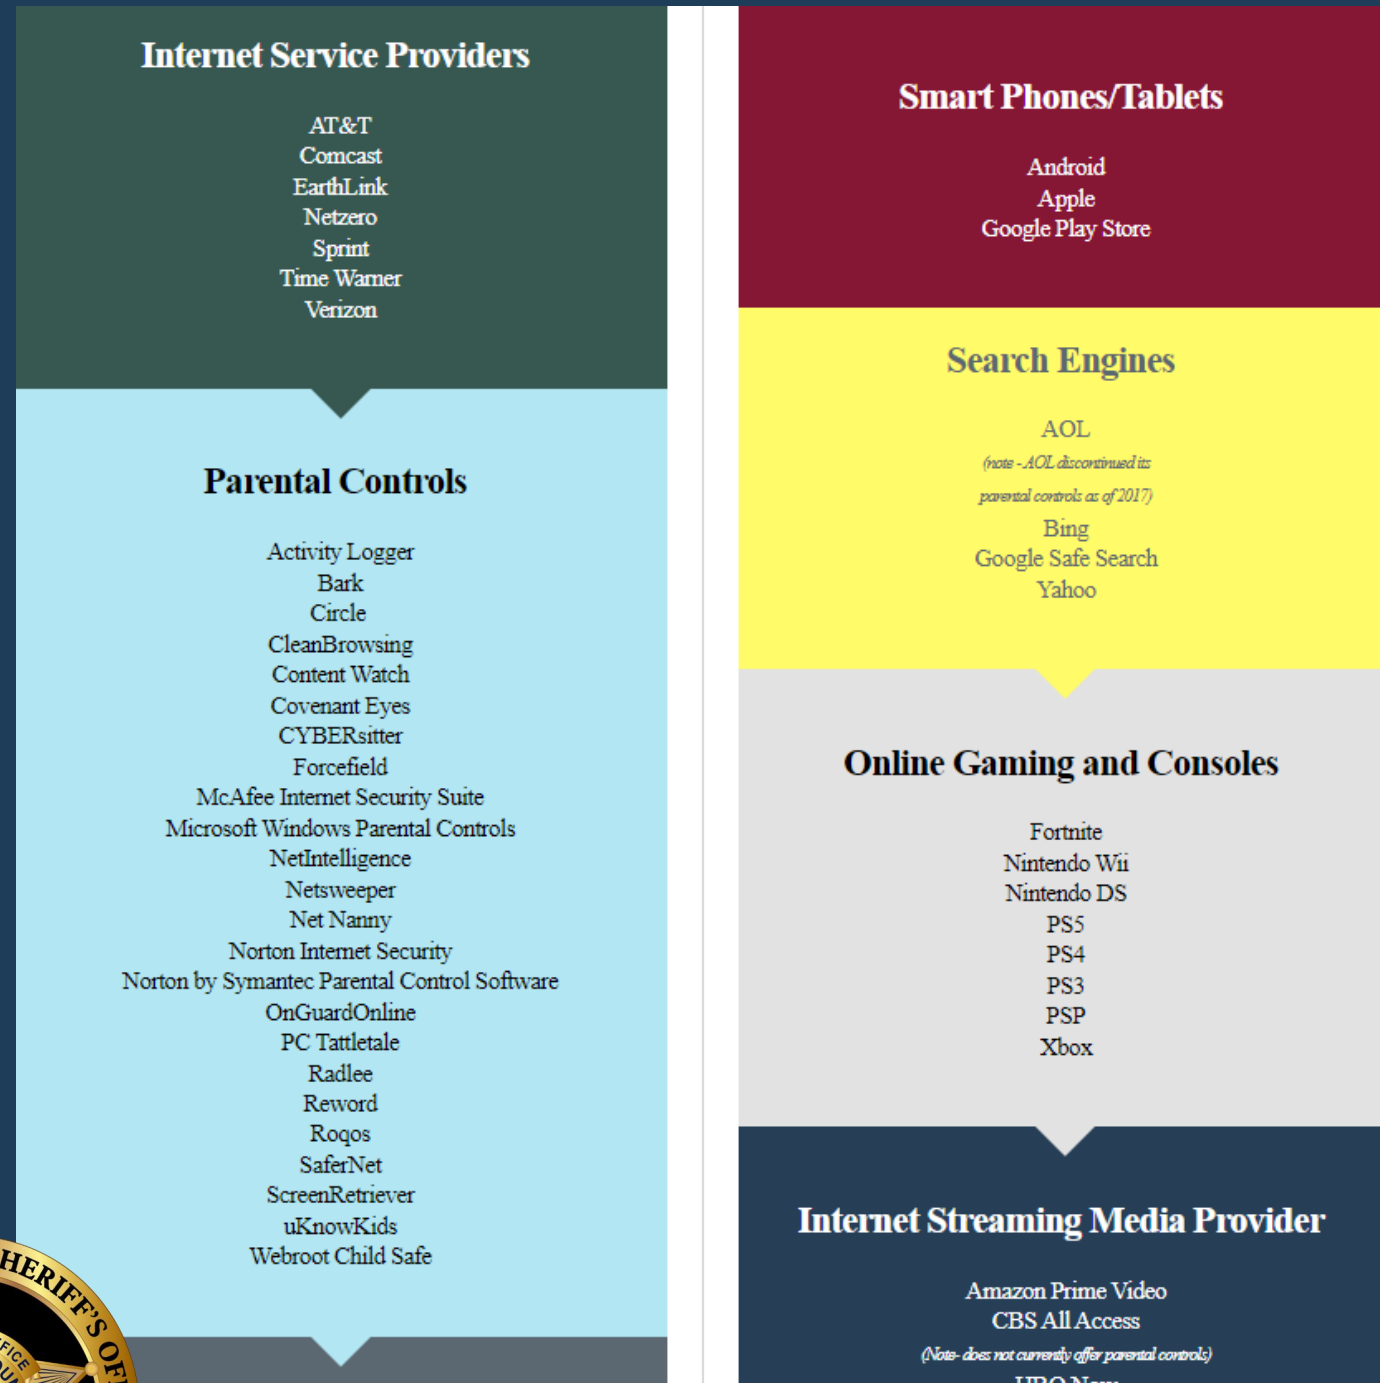 Internet Service Providers
AT&T
Comcast
EarthLink
Netzero
Sprint
Time Warner
Verizon
Parental Controls
Activity Logger
Bark
Circle
CleanBrowsing
Content Watch
Covenant Eyes
CYBERsitter
Forcefield
McAfee Internet Security Suite
Microsoft Windows Parental Controls
NetIntelligence
Netsweeper
Net Nanny
Norton Internet Security
Norton by Symantec Parental Control Software
OnGuardOnline
PC Tattletale
Radlee
Reword
Roqos
SaferNet
ScreenRetriever
uKnowKids
Webroot Child Safe
Smart Phones/Tablets
Android
Apple
Google Play Store
Search Engines
AOL
(note - AOL discontinued its
parental controls as of 2017)
Bing
Google Safe Search
Yahoo
Online Gaming and Consoles
Fortnite
Nintendo Wii
Nintendo DS
PS5
PS4
PS3
PSP
Xbox
Internet Streaming Media Provider
Amazon Prime Video
CBS All Access
(Note- does not currently offer parental controls)
HBO Now